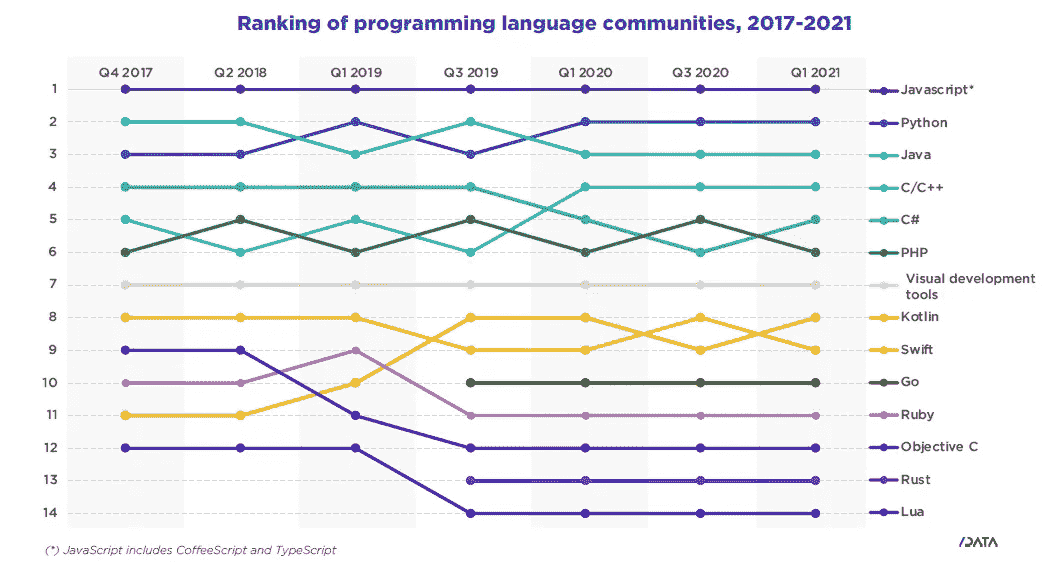 Ranking of programming language communities, 2017-2021
Q4 2017 Q2 2018 Q1 2019 Q3 2019 Q1 2020 Q3 2020 Q1 2021
1 Javascript*
2 Python
3 Java
4 C/C++
5 C#
6 PHP
7 Visual development
tools
8 Kotlin
9 Swift
10 Go
11 Ruby
12 Objective C
13 Rust
14 Lua
(*) JavaScript includes CoffeeScript and TypeScript
/DATA